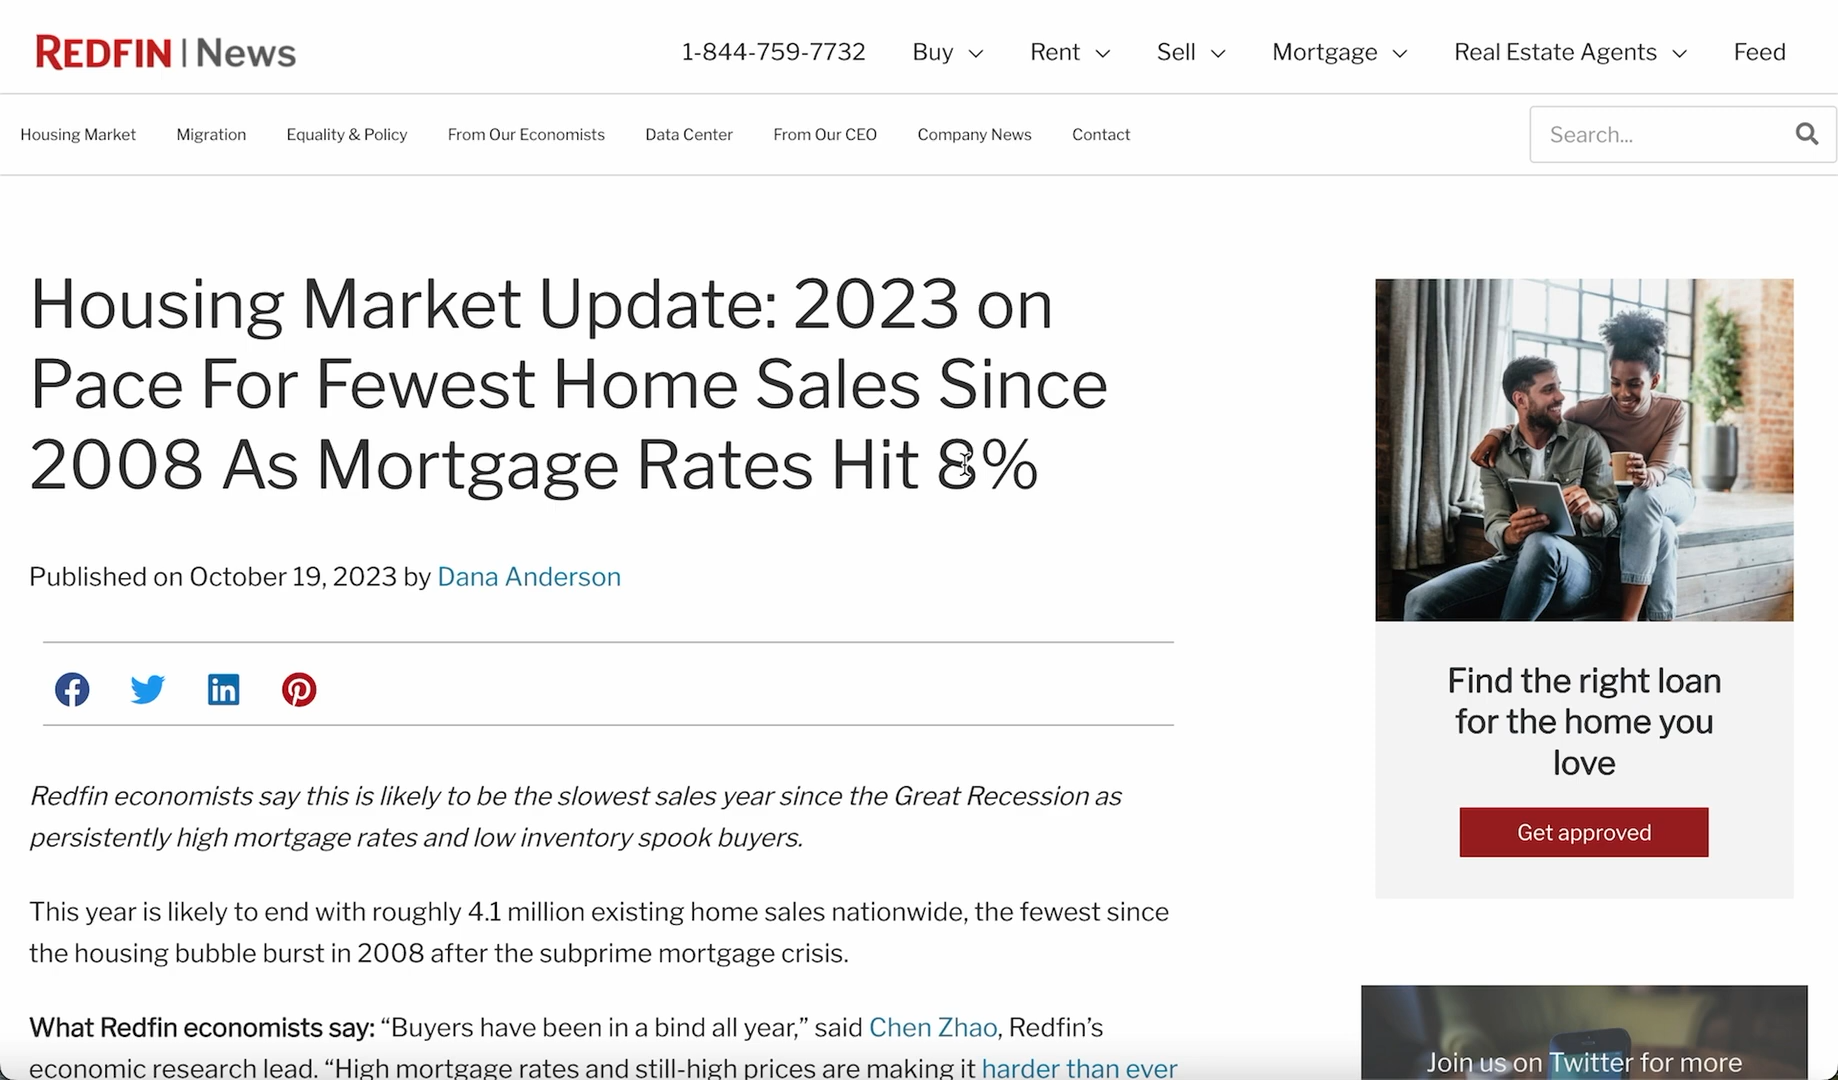 REDFIN | News
1-844-759-7732
Buy
Rent
Sell
Mortgage
Real Estate Agents
Feed
Housing Market
Migration
Equality & Policy
From Our Economists
Data Center
From Our CEO
Company News
Contact
Search...
Housing Market Update: 2023 on
Pace For Fewest Home Sales Since
2008 As Mortgage Rates Hit 8%
Published on October 19, 2023 by Dana Anderson
Redfin economists say this is likely to be the slowest sales year since the Great Recession as
persistently high mortgage rates and low inventory spook buyers.
This year is likely to end with roughly 4.1 million existing home sales nationwide, the fewest since
the housing bubble burst in 2008 after the subprime mortgage crisis.
What Redfin economists say: “Buyers have been in a bind all year,” said Chen Zhao, Redfin’s
economic research lead. “High mortgage rates and still-high prices are making it harder than ever
Find the right loan
for the home you
love
Get approved
Join us on Twitter for more